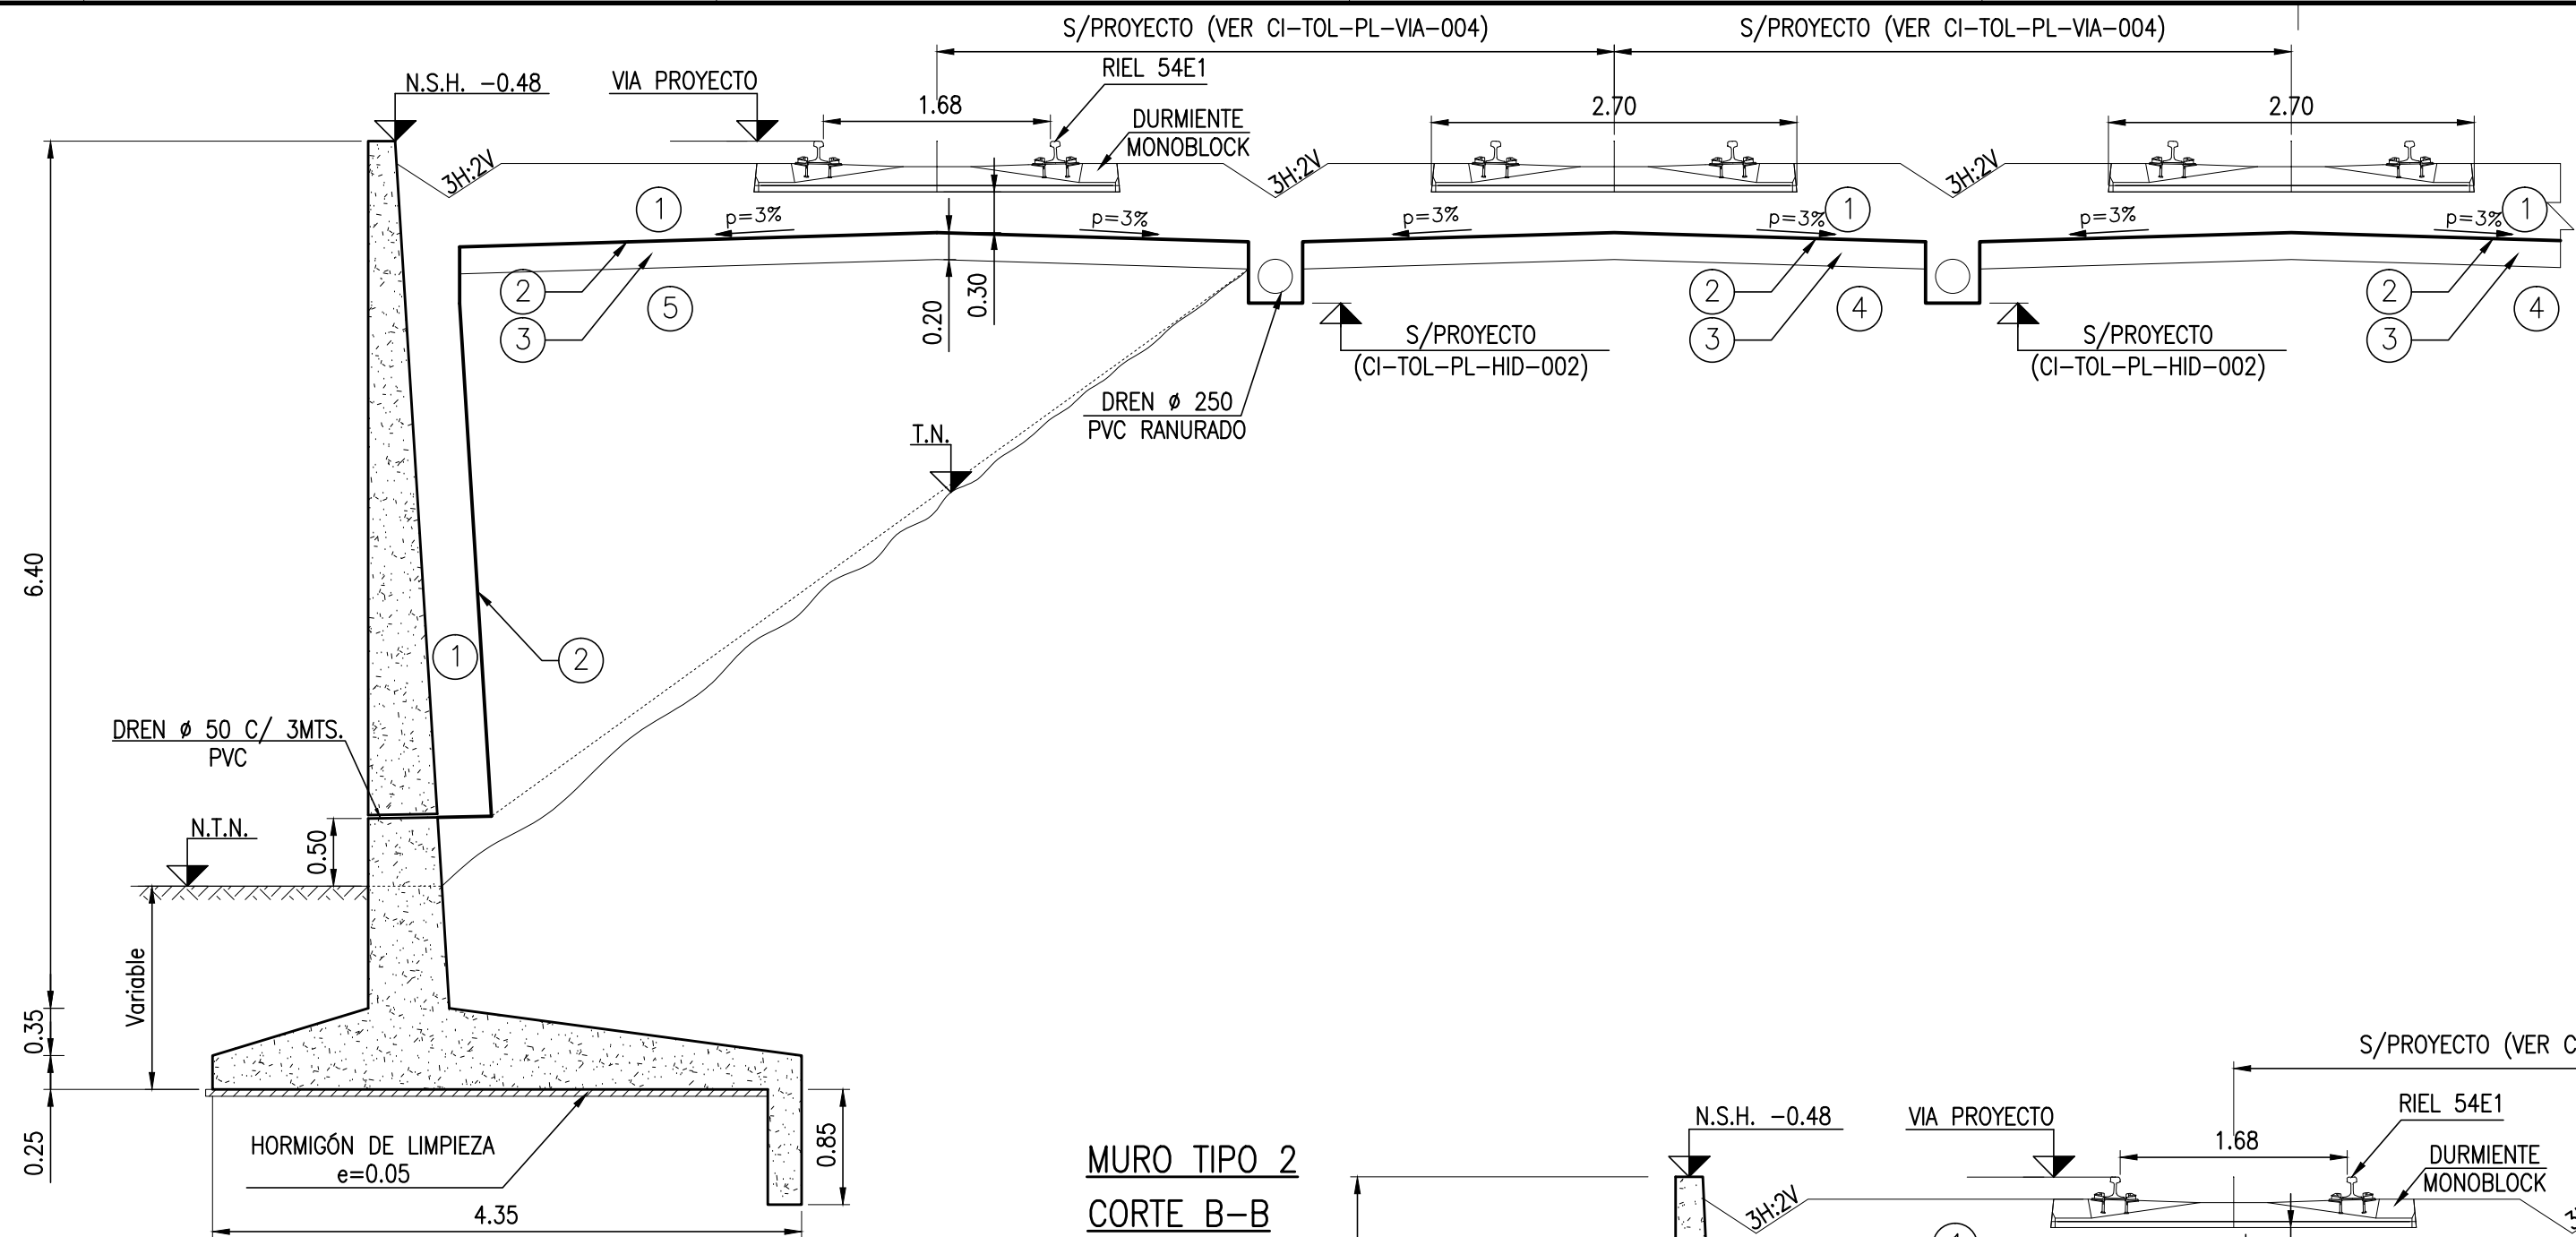 S/PROYECTO (VER CI-TOL-PL-VIA-004)
S/PROYECTO (VER CI-TOL-PL-VIA-004)
N.S.H. -0.48
VIA PROYECTO
RIEL 54E1
1.68
DURMIENTE
MONOBLOCK
2.70
2.70
3H:2V
3H:2V
3H:2V
1
p=3%
p=3%
p=3%
p=3%
1
p=3%
p=3%
1
2
3
5
0.20
0.30
2
3
4
2
3
4
S/PROYECTO
(CI-TOL-PL-HID-002)
S/PROYECTO
(CI-TOL-PL-HID-002)
DREN ø 250
PVC RANURADO
T.N.
6.40
1
2
DREN ø 50 C/ 3MTS.
PVC
N.T.N.
0.50
Variable
0.35
0.25
HORMIGÓN DE LIMPIEZA
e=0.05
0.85
4.35
MURO TIPO 2
CORTE B-B
S/PROYECTO (VER C
N.S.H. -0.48
VIA PROYECTO
RIEL 54E1
1.68
DURMIENTE
MONOBLOCK
3H:2V